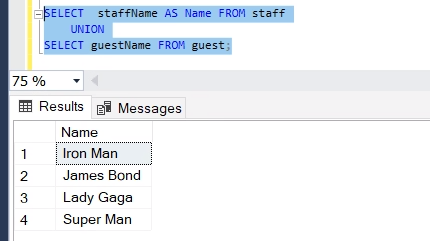 SELECT staffName AS Name FROM staff
UNION
SELECT guestName FROM guest;
75 %
Results Messages
Name
1 Iron Man
2 James Bond
3 Lady Gaga
4 Super Man